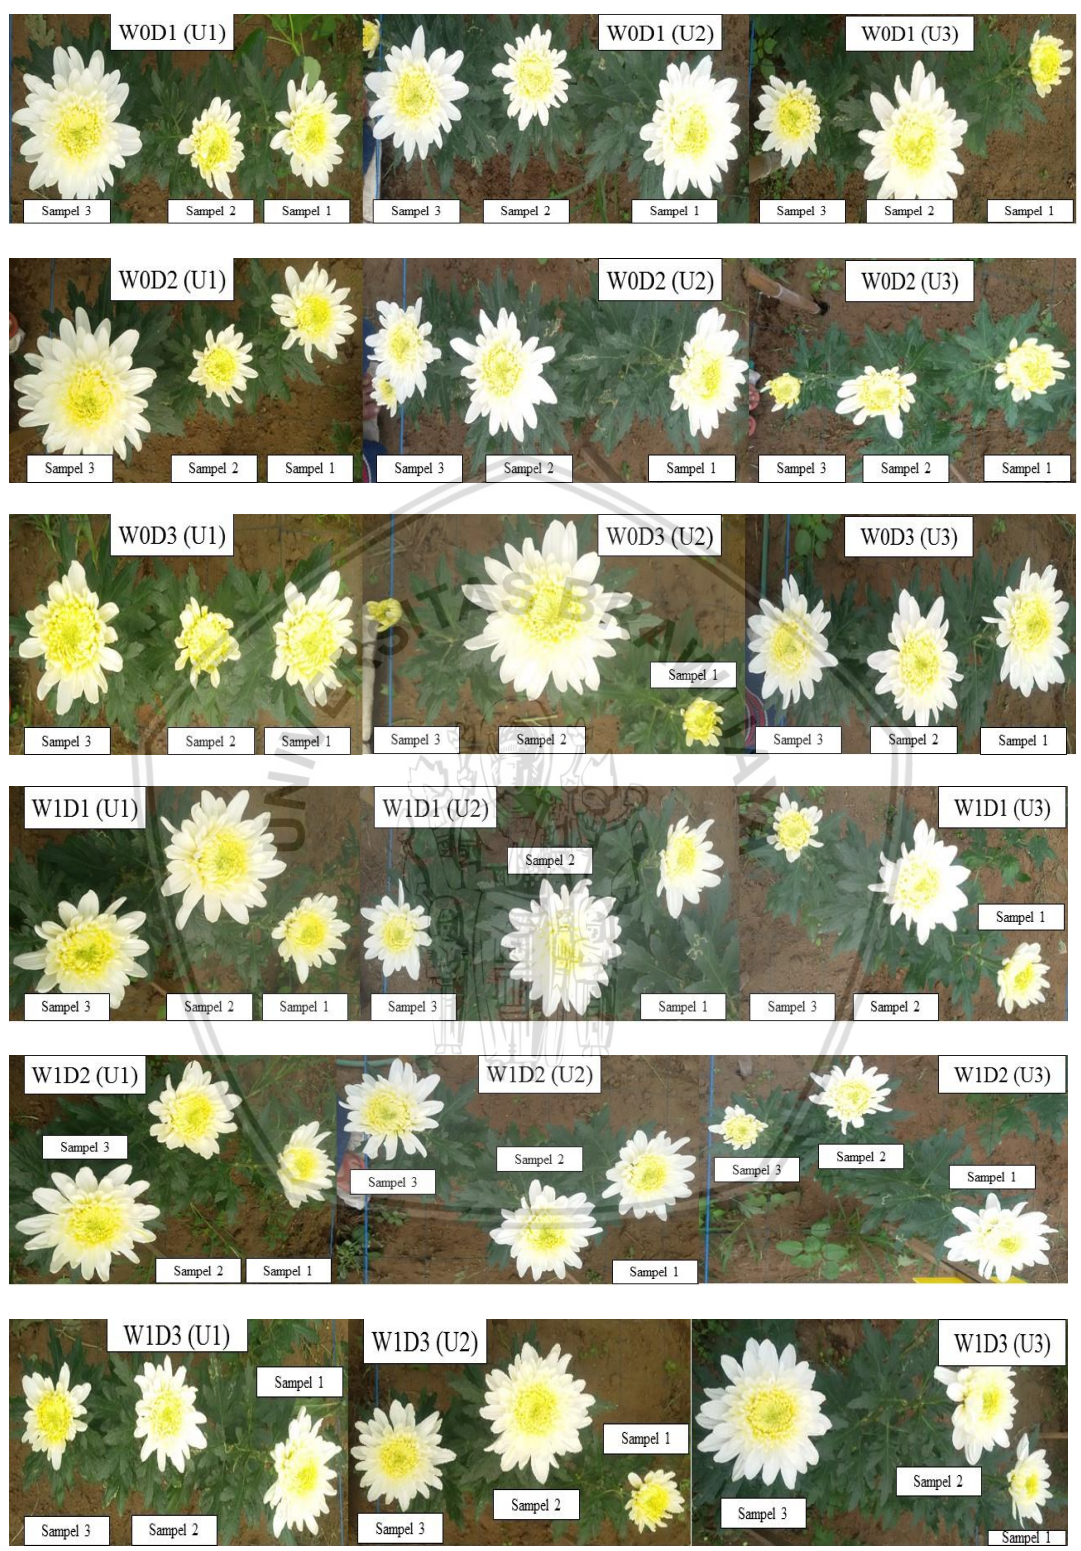 W0D1 (U1)
W0D1 (U2)
W0D1 (U3)
Sampel 3
Sampel 2
Sampel 1
Sampel 3
Sampel 2
Sampel 1
Sampel 3
Sampel 2
Sampel 1
W0D2 (U1)
W0D2 (U2)
W0D2 (U3)
Sampel 3
Sampel 2
Sampel 1
Sampel 3
Sampel 2
Sampel 1
Sampel 3
Sampel 2
Sampel 1
W0D3 (U1)
W0D3 (U2)
W0D3 (U3)
Sampel 1
Sampel 3
Sampel 2
Sampel 1
Sampel 3
Sampel 2
Sampel 3
Sampel 2
Sampel 1
UNIVERSITAS BRAWIJAYA
W1D1 (U1)
W1D1 (U2)
W1D1 (U3)
Sampel 2
Sampel 1
Sampel 3
Sampel 2
Sampel 1
Sampel 3
Sampel 1
Sampel 3
Sampel 2
W1D2 (U1)
W1D2 (U2)
W1D2 (U3)
Sampel 3
Sampel 2
Sampel 2
Sampel 3
Sampel 3
Sampel 1
Sampel 2
Sampel 1
Sampel 1
W1D3 (U1)
W1D3 (U2)
W1D3 (U3)
Sampel 1
Sampel 1
Sampel 2
Sampel 2
Sampel 3
Sampel 3
Sampel 2
Sampel 3
Sampel 1